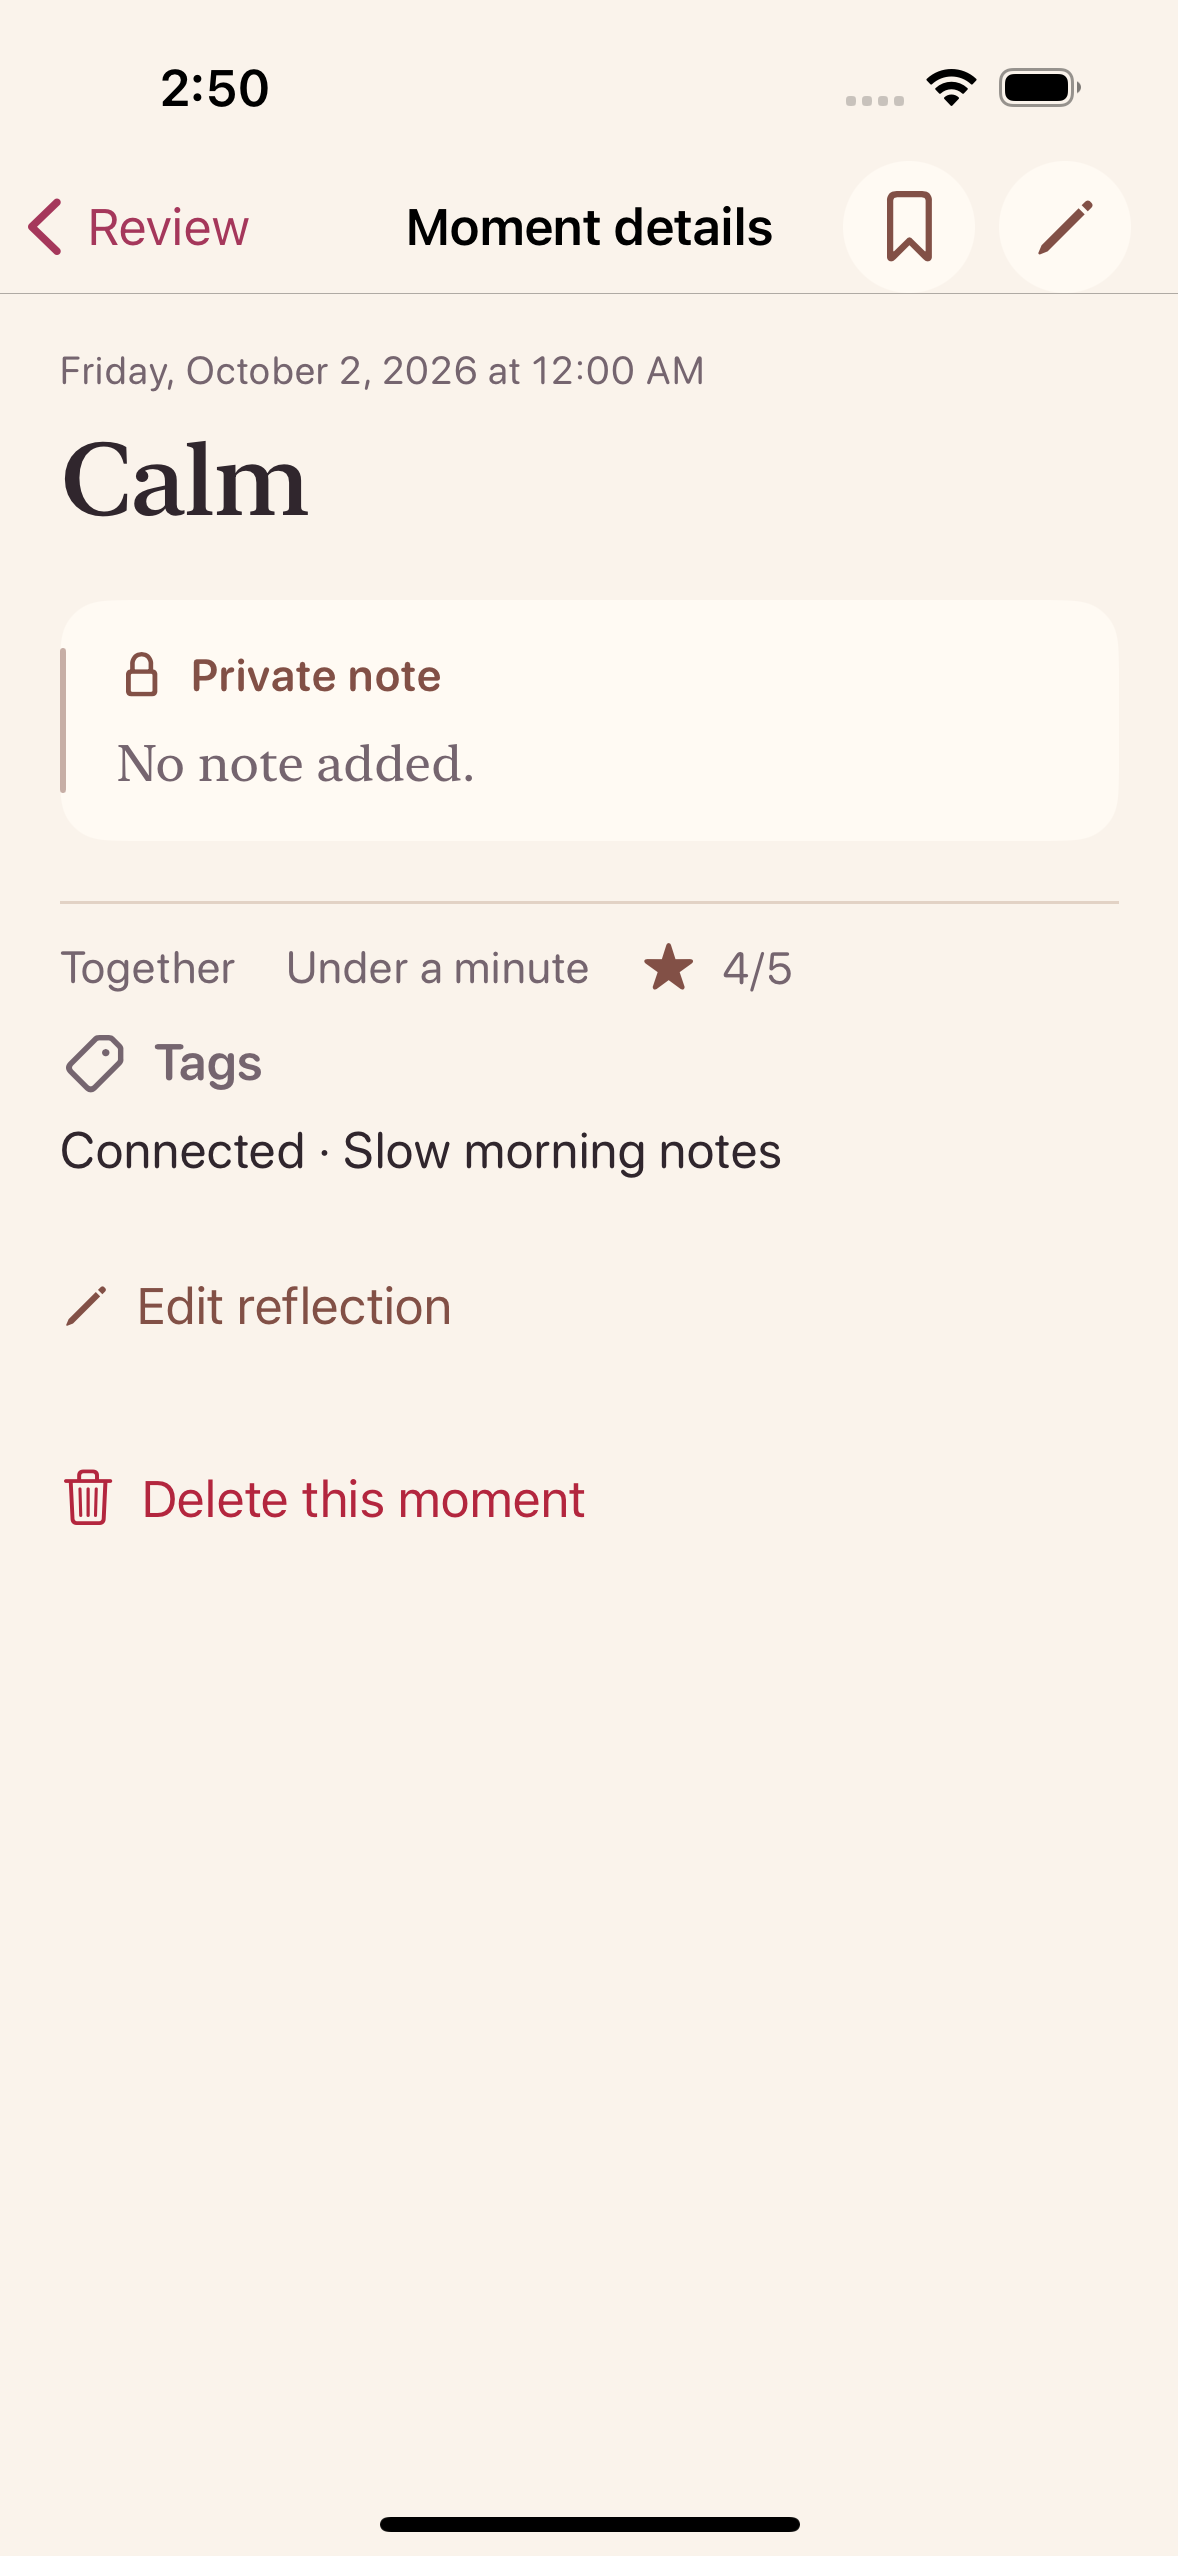 2:50
Review
Moment details
Friday, October 2, 2026 at 12:00 AM
Calm
Private note
No note added.
Together Under a minute 4/5
Tags
Connected · Slow morning notes
Edit reflection
Delete this moment